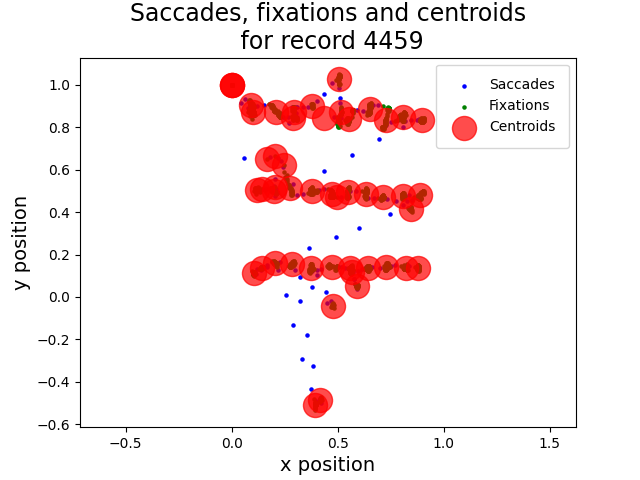 Saccades, fixations and centroids
for record 4459
Saccades
Fixations
Centroids
y position
1.0
0.8
0.6
0.4
0.2
0.0
−0.2
−0.4
−0.6
−0.5
0.0
0.5
1.0
1.5
x position